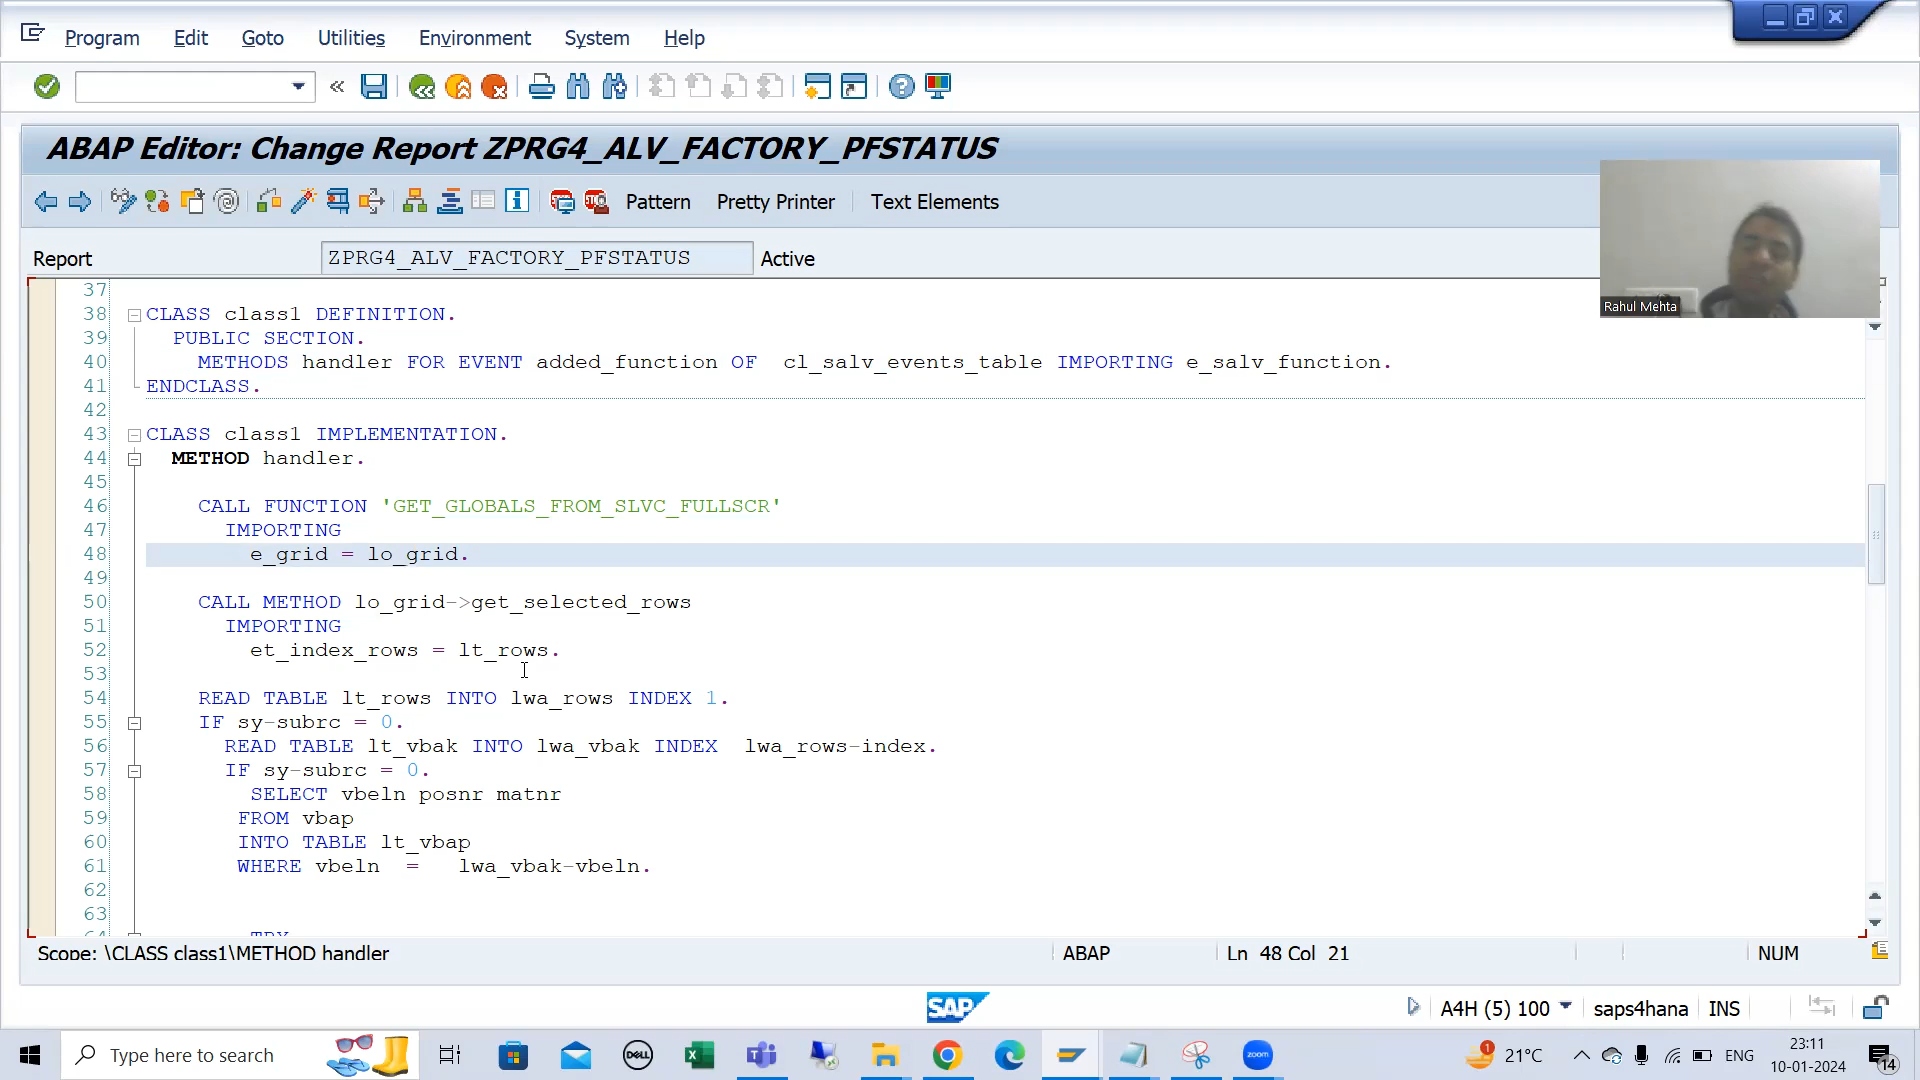 Program Edit Goto Utilities Environment System Help
ABAP Editor: Change Report ZPRG4_ALV_FACTORY_PFSTATUS
Pattern Pretty Printer Text Elements
Report ZPRG4_ALV_FACTORY_PFSTATUS Active
Rahul Mehta
37
38 CLASS class1 DEFINITION.
39 PUBLIC SECTION.
40 METHODS handler FOR EVENT added_function OF cl_salv_events_table IMPORTING e_salv_function.
41 ENDCLASS.
42
43 CLASS class1 IMPLEMENTATION.
44 METHOD handler.
45
46 CALL FUNCTION 'GET_GLOBALS_FROM_SLVC_FULLSCR'
47 IMPORTING
48 e_grid = lo_grid.
49
50 CALL METHOD lo_grid->get_selected_rows
51 IMPORTING
52 et_index_rows = lt_rows.
53
54 READ TABLE lt_rows INTO lwa_rows INDEX 1.
55 IF sy-subrc = 0.
56 READ TABLE lt_vbak INTO lwa_vbak INDEX lwa_rows-index.
57 IF sy-subrc = 0.
58 SELECT vbeln posnr matnr
59 FROM vbap
60 INTO TABLE lt_vbap
61 WHERE vbeln = lwa_vbak-vbeln.
62
63
64 TRY
Scope: \CLASS class1\METHOD handler ABAP Ln 48 Col 21 NUM
SAP A4H (5) 100 saps4hana INS
Type here to search DELL zoom 1 21°C ENG 23:11
10-01-2024 14